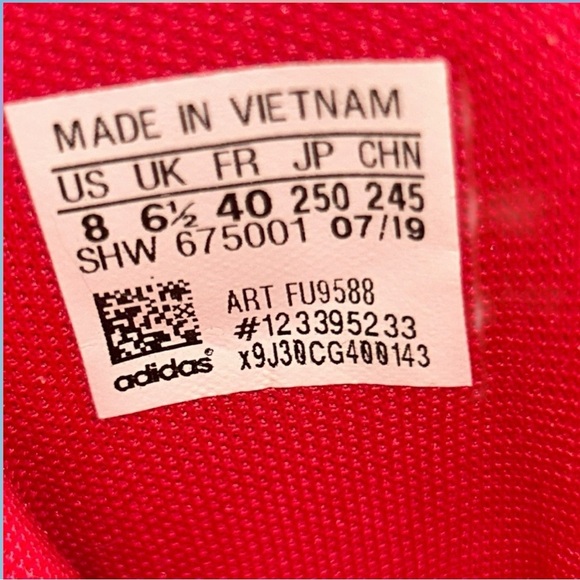 MADE IN VIETNAM
US UK FR JP CHN
8 6½ 40 250 245
SHW 675001 07/19
ART FU9588
#123395233
x9J30CG400143
adidas®